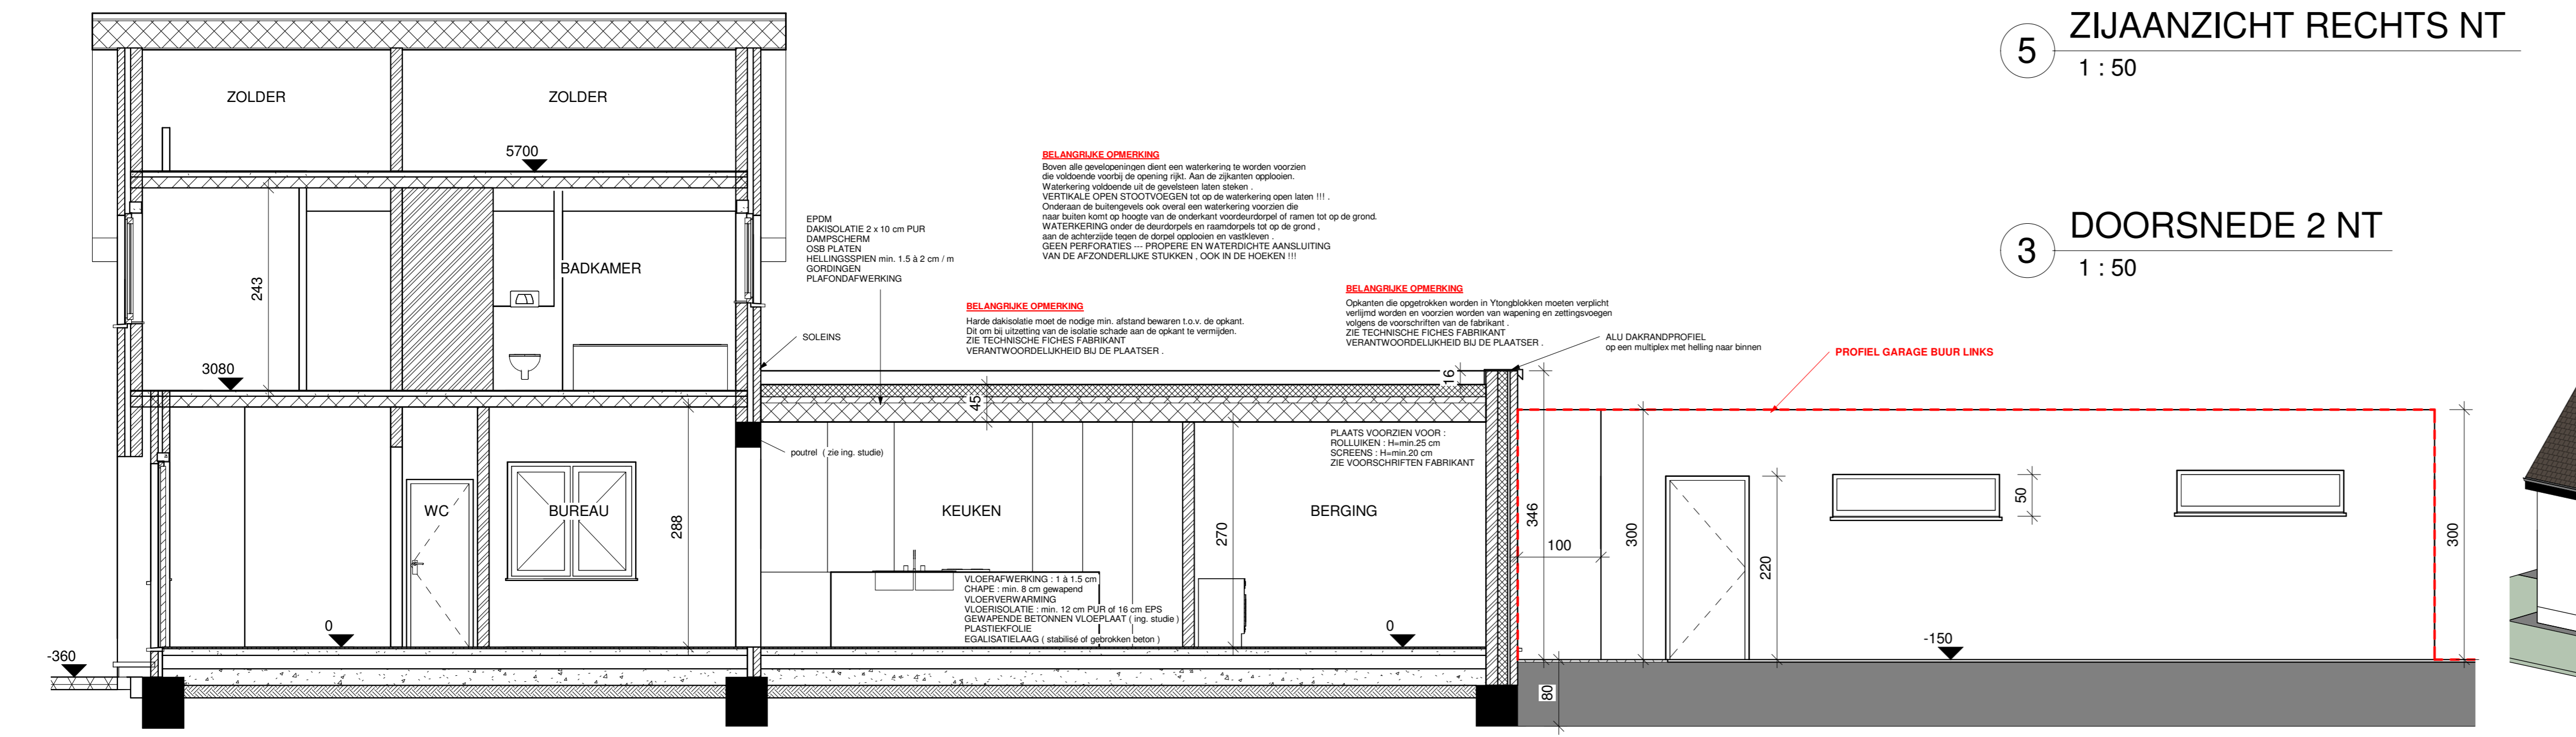 5
ZIJAANZICHT RECHTS NT
1 : 50
3
DOORSNEDE 2 NT
1 : 50
ZOLDER
ZOLDER
5700
243
BADKAMER
3080
EPDM
DAKISOLATIE 2 x 10 cm PUR
DAMPSCHERM
OSB PLATEN
HELLINGSSPIEN min. 1.5 à 2 cm / m
GORDINGEN
PLAFONDAFWERKING
SOLEINS
BELANGRIJKE OPMERKING
Boven alle gevelopeningen dient een waterkering te worden voorzien
die voldoende voorbij de opening rijkt. Aan de zijkanten opplooien.
Waterkering voldoende uit de gevelsteen laten steken .
VERTIKALE OPEN STOOTVOEGEN tot op de waterkering open laten !!! .
Onderaan de buitengevels ook overal een waterkering voorzien die
naar buiten komt op hoogte van de onderkant voordeurdorpel of ramen tot op de grond.
WATERKERING onder de deurdorpels en raamdorpels tot op de grond ,
aan de achterzijde tegen de dorpel opplooien en vastkleven .
GEEN PERFORATIES --- PROPERE EN WATERDICHTE AANSLUITING
VAN DE AFZONDERLIJKE STUKKEN , OOK IN DE HOEKEN !!!
BELANGRIJKE OPMERKING
Harde dakisolatie moet de nodige min. afstand bewaren t.o.v. de opkant.
Dit om bij uitzetting van de isolatie schade aan de opkant te vermijden.
ZIE TECHNISCHE FICHES FABRIKANT
VERANTWOORDELIJKHEID BIJ DE PLAATSER .
BELANGRIJKE OPMERKING
Opkanten die opgetrokken worden in Ytongblokken moeten verplicht
verlijmd worden en voorzien worden van wapening en zettingsvoegen
volgens de voorschriften van de fabrikant .
ZIE TECHNISCHE FICHES FABRIKANT
VERANTWOORDELIJKHEID BIJ DE PLAATSER .
ALU DAKRANDPROFIEL
op een multiplex met helling naar binnen
PROFIEL GARAGE BUUR LINKS
16
45
poutrel ( zie ing. studie)
PLAATS VOORZIEN VOOR :
ROLLUIKEN : H=min.25 cm
SCREENS : H=min.20 cm
ZIE VOORSCHRIFTEN FABRIKANT
WC
BUREAU
288
KEUKEN
270
BERGING
346
100
300
220
50
300
VLOERAFWERKING : 1 à 1.5 cm
CHAPE : min. 8 cm gewapend
VLOERVERWARMING
VLOERISOLATIE : min. 12 cm PUR of 16 cm EPS
GEWAPENDE BETONNEN VLOEPLAAT ( ing. studie )
PLASTIEKFOLIE
EGALISATIELAAG ( stabilisé of gebrokken beton )
0
0
-150
-360
80